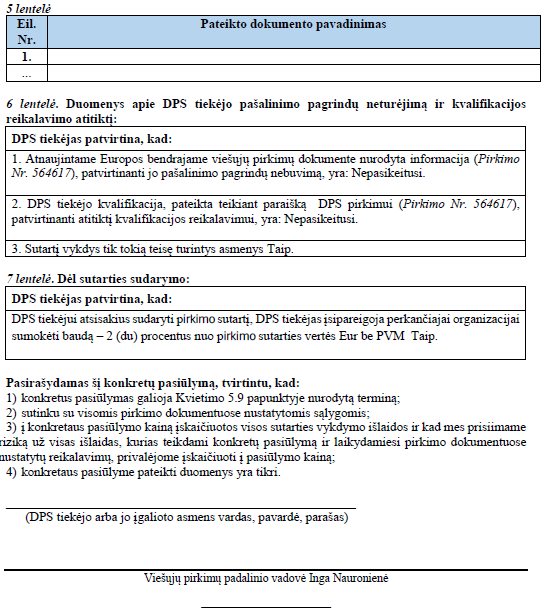 5 lentelė
Eil. Nr. Pateikto dokumento pavadinimas
1.
...
6 lentelė. Duomenys apie DPS tiekėjo pašalinimo pagrindų neturėjimą ir kvalifikacijos
reikalavimo atitiktį:
DPS tiekėjas patvirtina, kad:
1. Atnaujintame Europos bendrajame viešųjų pirkimų dokumente nurodyta informacija (Pirkimo
Nr. 564617), patvirtinanti jo pašalinimo pagrindų nebuvimą, yra: Nepasikeitusi.
2. DPS tiekėjo kvalifikacija, pateikta teikiant paraišką DPS pirkimui (Pirkimo Nr. 564617),
patvirtinanti atitiktį kvalifikacijos reikalavimui, yra: Nepasikeitusi.
3. Sutartį vykdys tik tokią teisę turintys asmenys Taip.
7 lentelė. Dėl sutarties sudarymo:
DPS tiekėjas patvirtina, kad:
DPS tiekėjui atsisakius sudaryti pirkimo sutartį, DPS tiekėjas įsipareigoja perkančiajai organizacijai
sumokėti baudą – 2 (du) procentus nuo pirkimo sutarties vertės Eur be PVM Taip.
Pasirašydamas šį konkretų pasiūlymą, tvirtintu, kad:
1) konkretus pasiūlymas galioja Kvietimo 5.9 papunktyje nurodytą terminą;
2) sutinku su visomis pirkimo dokumentuose nustatytomis sąlygomis;
3) į konkretaus pasiūlymo kainą įskaičiuotos visos sutarties vykdymo išlaidos ir kad mes prisiimame
riziką už visas išlaidas, kurias teikdami konkretų pasiūlymą ir laikydamiesi pirkimo dokumentuose
nustatytų reikalavimų, privalėjome įskaičiuoti į pasiūlymo kainą;
4) konkretaus pasiūlyme pateikti duomenys yra tikri.
(DPS tiekėjo arba jo įgalioto asmens vardas, pavardė, parašas)
Viešųjų pirkimų padalinio vadovė Inga Nauronienė